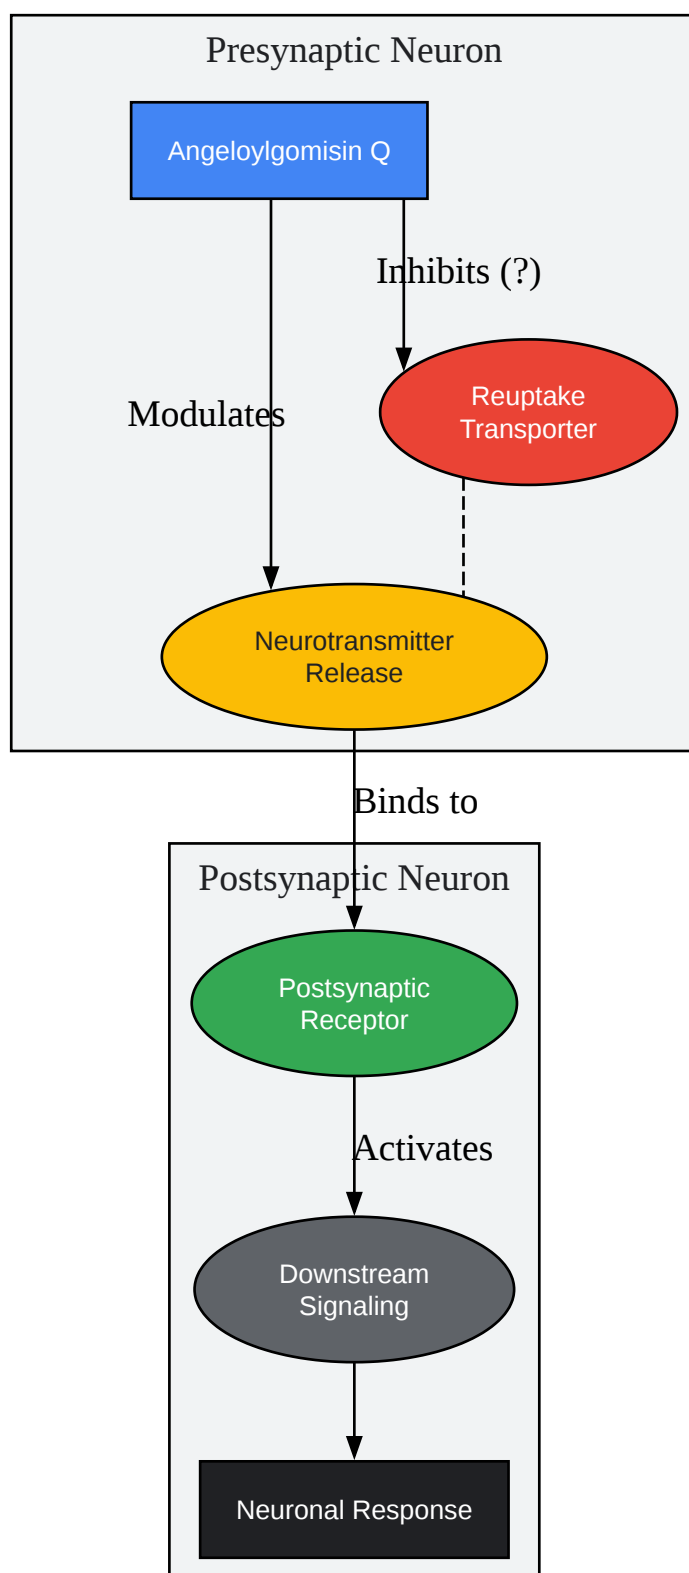 Presynaptic Neuron
Angeloylgomisin Q
Inhibits (?)
Reuptake
Transporter
Modulates
Neurotransmitter
Release
Binds to
Postsynaptic Neuron
Postsynaptic
Receptor
Activates
Downstream
Signaling
Neuronal Response